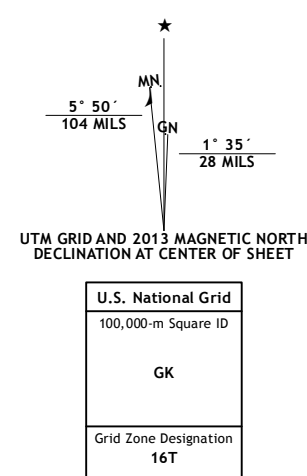 ★
MN.
GN
5° 50´
104 MILS
1° 35´
28 MILS
UTM GRID AND 2013 MAGNETIC NORTH
DECLINATION AT CENTER OF SHEET
U.S. National Grid
100,000-m Square ID
GK
Grid Zone Designation
16T